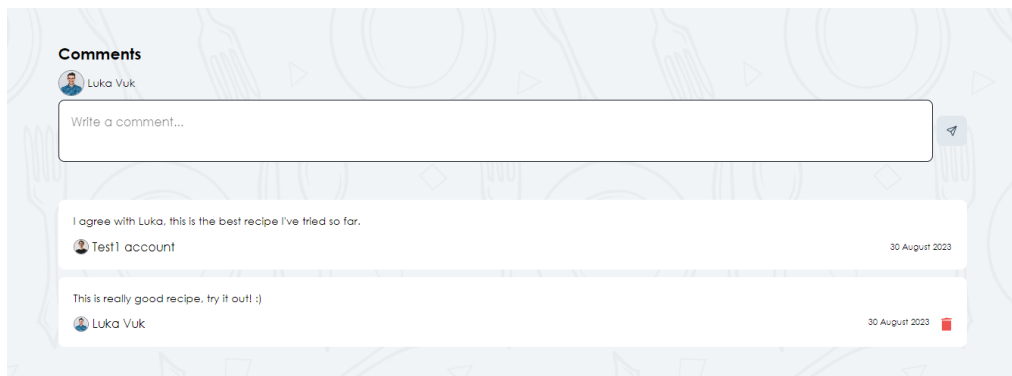 Comments
Luka Vuk
Write a comment...
I agree with Luka, this is the best recipe I've tried so far.
Test1 account
30 August 2023
This is really good recipe, try it out! :)
Luka Vuk
30 August 2023